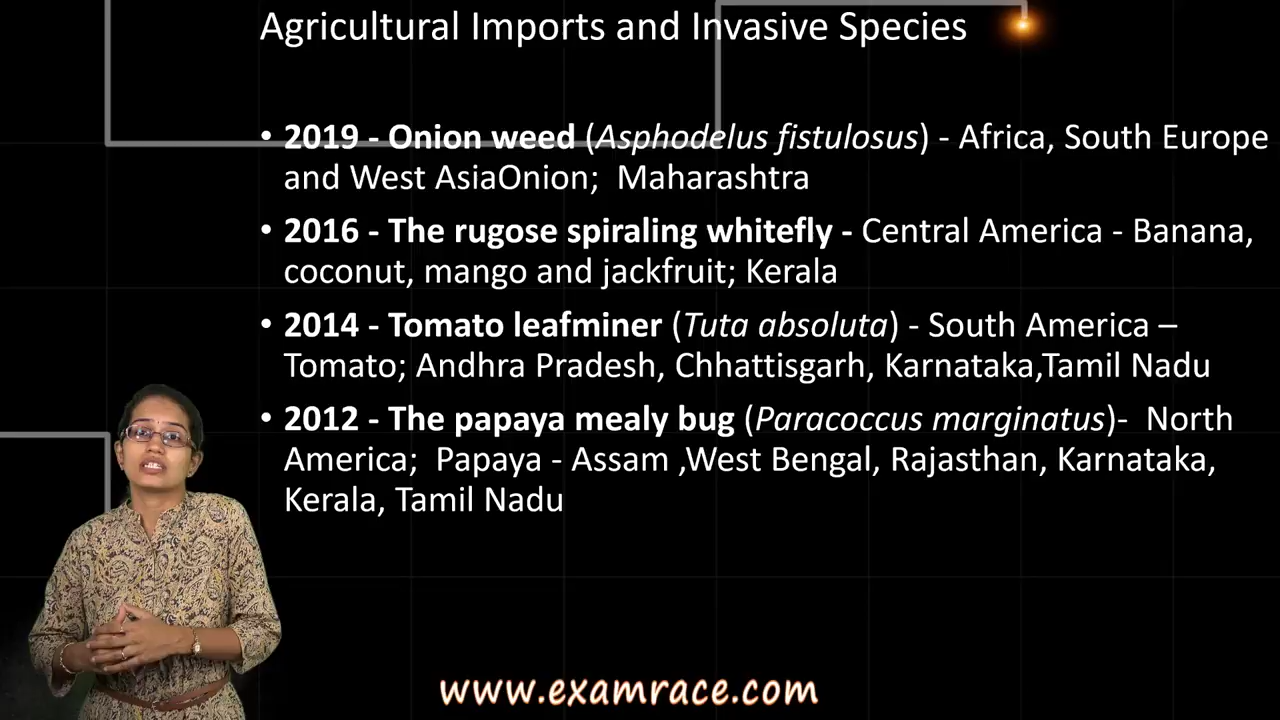 Agricultural Imports and Invasive Species
• 2019 - Onion weed (Asphodelus fistulosus) - Africa, South Europe
and West AsiaOnion;  Maharashtra
• 2016 - The rugose spiraling whitefly - Central America - Banana,
coconut, mango and jackfruit; Kerala
• 2014 - Tomato leafminer (Tuta absoluta) - South America –
Tomato; Andhra Pradesh, Chhattisgarh, Karnataka,Tamil Nadu
• 2012 - The papaya mealy bug (Paracoccus marginatus)-  North
America;  Papaya - Assam ,West Bengal, Rajasthan, Karnataka,
Kerala, Tamil Nadu
www.examrace.com